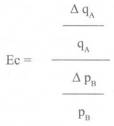 Δ q_A
q_A
Ec =
Δ p_B
p_B